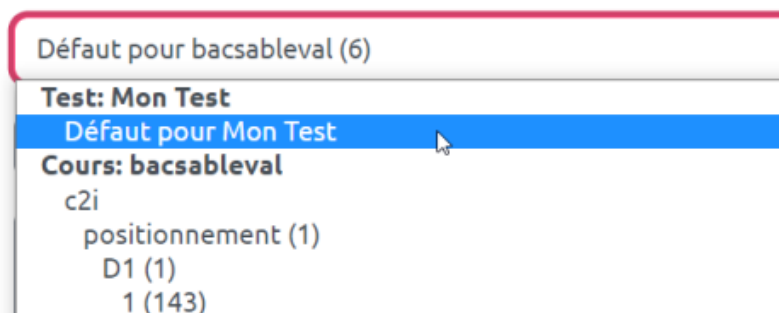 Défaut pour bacsableval (6)
Test: Mon Test
Défaut pour Mon Test
Cours: bacsableval
c2i
positionnement (1)
D1 (1)
1 (143)